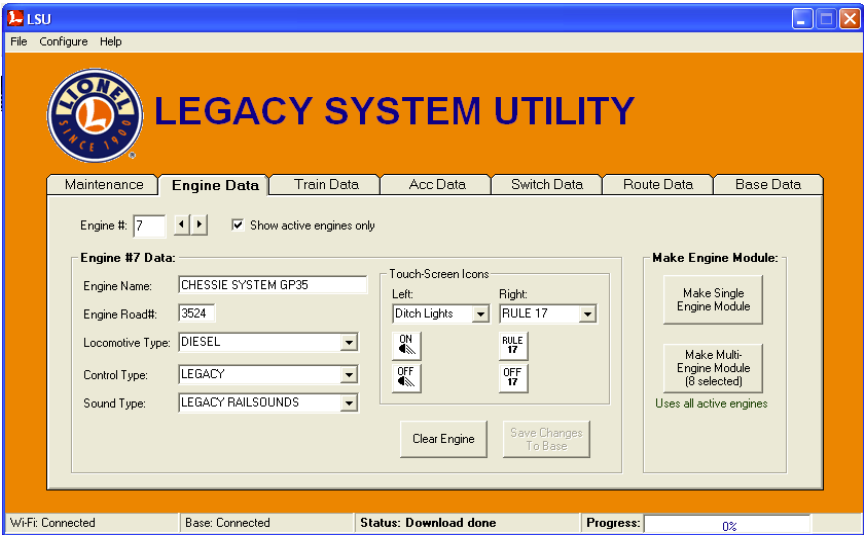 LSU
File Configure Help
LIONEL
SINCE 1900
L
LEGACY SYSTEM UTILITY
Maintenance Engine Data Train Data Acc Data Switch Data Route Data Base Data
Engine #: 7 Show active engines only
Engine #7 Data:
Engine Name: CHESSIE SYSTEM GP35
Engine Road#: 3524
Locomotive Type: DIESEL
Control Type: LEGACY
Sound Type: LEGACY RAILSOUNDS
Touch-Screen Icons
Left: Right:
Ditch Lights RULE 17
ON RULE
17
OFF OFF
17
Clear Engine Save Changes
To Base
Make Engine Module:
Make Single
Engine Module
Make Multi-
Engine Module
(8 selected)
Uses all active engines
Wi-Fi: Connected Base: Connected Status: Download done Progress: 0%